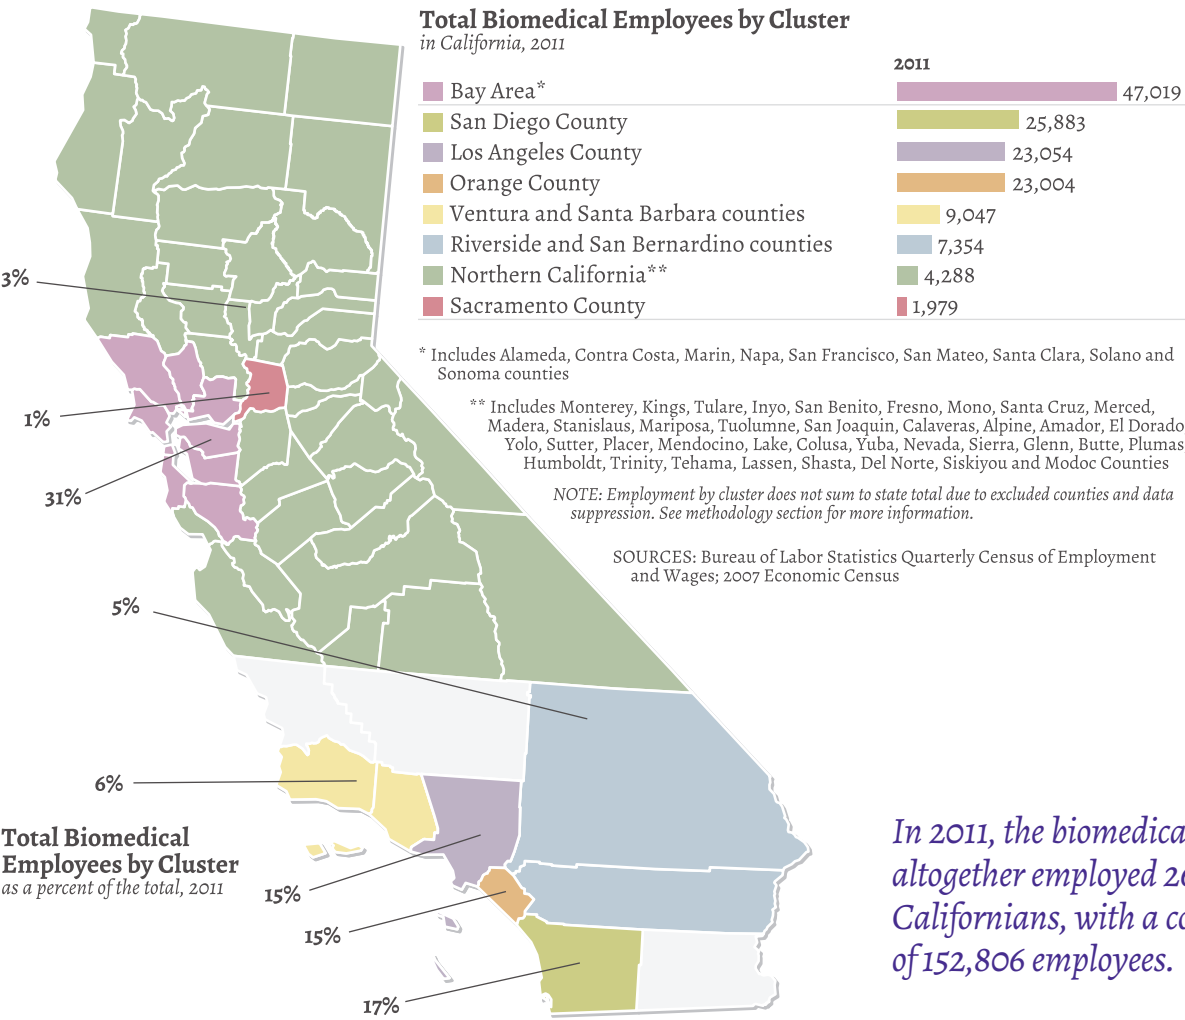 Total Biomedical Employees by Cluster
in California, 2011
2011
Bay Area* 47,019
San Diego County 25,883
Los Angeles County 23,054
Orange County 23,004
Ventura and Santa Barbara counties 9,047
Riverside and San Bernardino counties 7,354
Northern California** 4,288
Sacramento County 1,979
* Includes Alameda, Contra Costa, Marin, Napa, San Francisco, San Mateo, Santa Clara, Solano and
Sonoma counties
** Includes Monterey, Kings, Tulare, Inyo, San Benito, Fresno, Mono, Santa Cruz, Merced,
Madera, Stanislaus, Mariposa, Tuolumne, San Joaquin, Calaveras, Alpine, Amador, El Dorado
Yolo, Sutter, Placer, Mendocino, Lake, Colusa, Yuba, Nevada, Sierra, Glenn, Butte, Plumas
Humboldt, Trinity, Tehama, Lassen, Shasta, Del Norte, Siskiyou and Modoc Counties
NOTE: Employment by cluster does not sum to state total due to excluded counties and data
suppression. See methodology section for more information.
SOURCES: Bureau of Labor Statistics Quarterly Census of Employment
and Wages; 2007 Economic Census
3%
1%
31%
5%
6%
15%
15%
17%
Total Biomedical
Employees by Cluster
as a percent of the total, 2011
In 2011, the biomedica
altogether employed 26
Californians, with a co
of 152,806 employees.